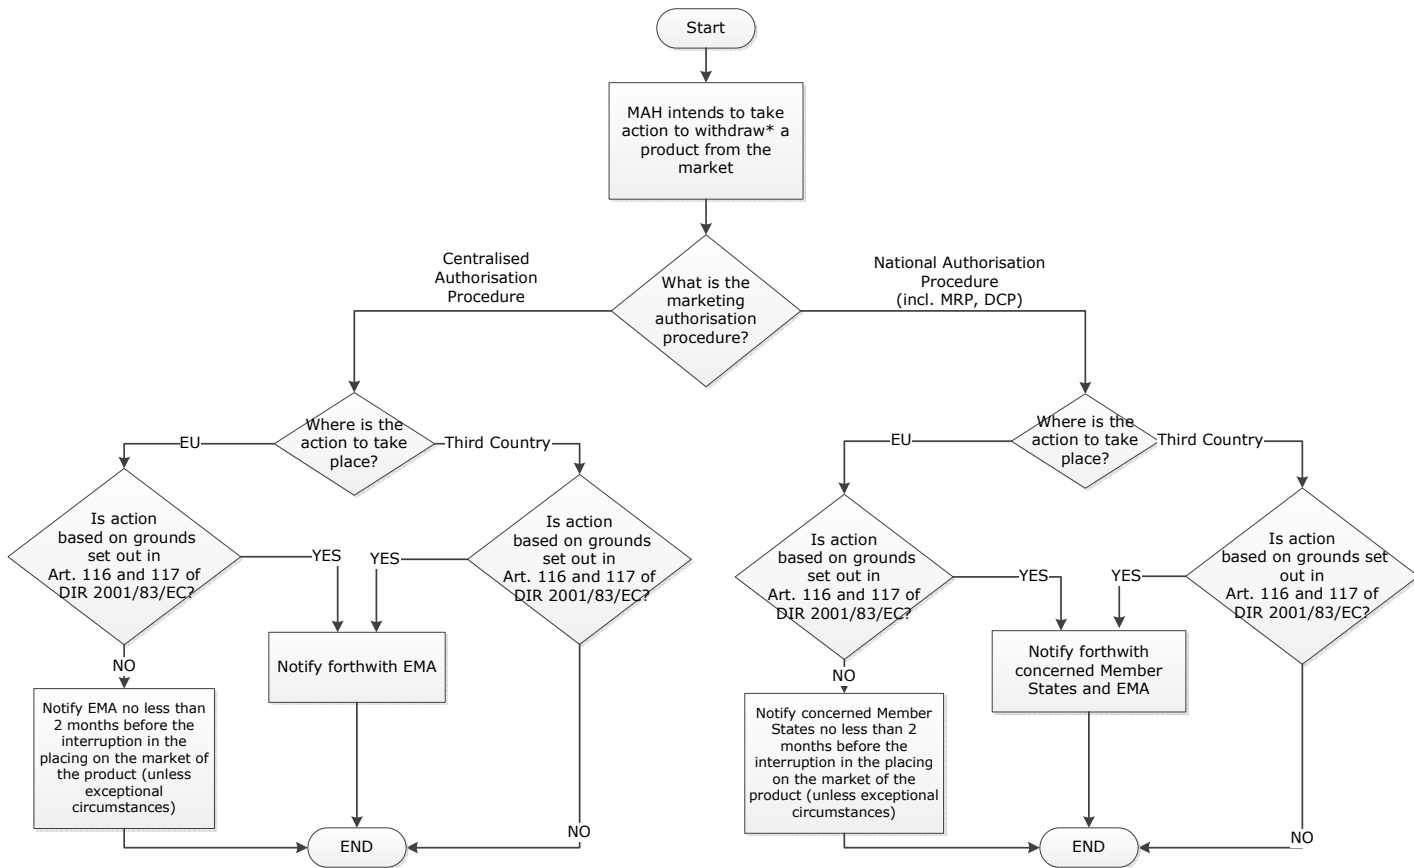 Start
MAH intends to take
action to withdraw* a
product from the
market
Centralised
Authorisation
Procedure
What is the
marketing
authorisation
procedure?
National Authorisation
Procedure
(incl. MRP, DCP)
Where is the
action to take
place?
EU
Third Country
Where is the
action to take
place?
EU
Third Country
Is action
based on grounds
set out in
Art. 116 and 117 of
DIR 2001/83/EC?
YES
YES
Is action
based on grounds
set out in
Art. 116 and 117 of
DIR 2001/83/EC?
Is action
based on grounds
set out in
Art. 116 and 117 of
DIR 2001/83/EC?
YES
YES
Is action
based on grounds set
out in
Art. 116 and 117 of
DIR 2001/83/EC?
NO
Notify forthwith EMA
NO
Notify forthwith
concerned Member
States and EMA
Notify EMA no less than
2 months before the
interruption in the
placing on the market of
the product (unless
exceptional
circumstances)
Notify concerned Member
States no less than 2
months before the
interruption in the placing
on the market of the
product (unless exceptional
circumstances)
NO
NO
END
END